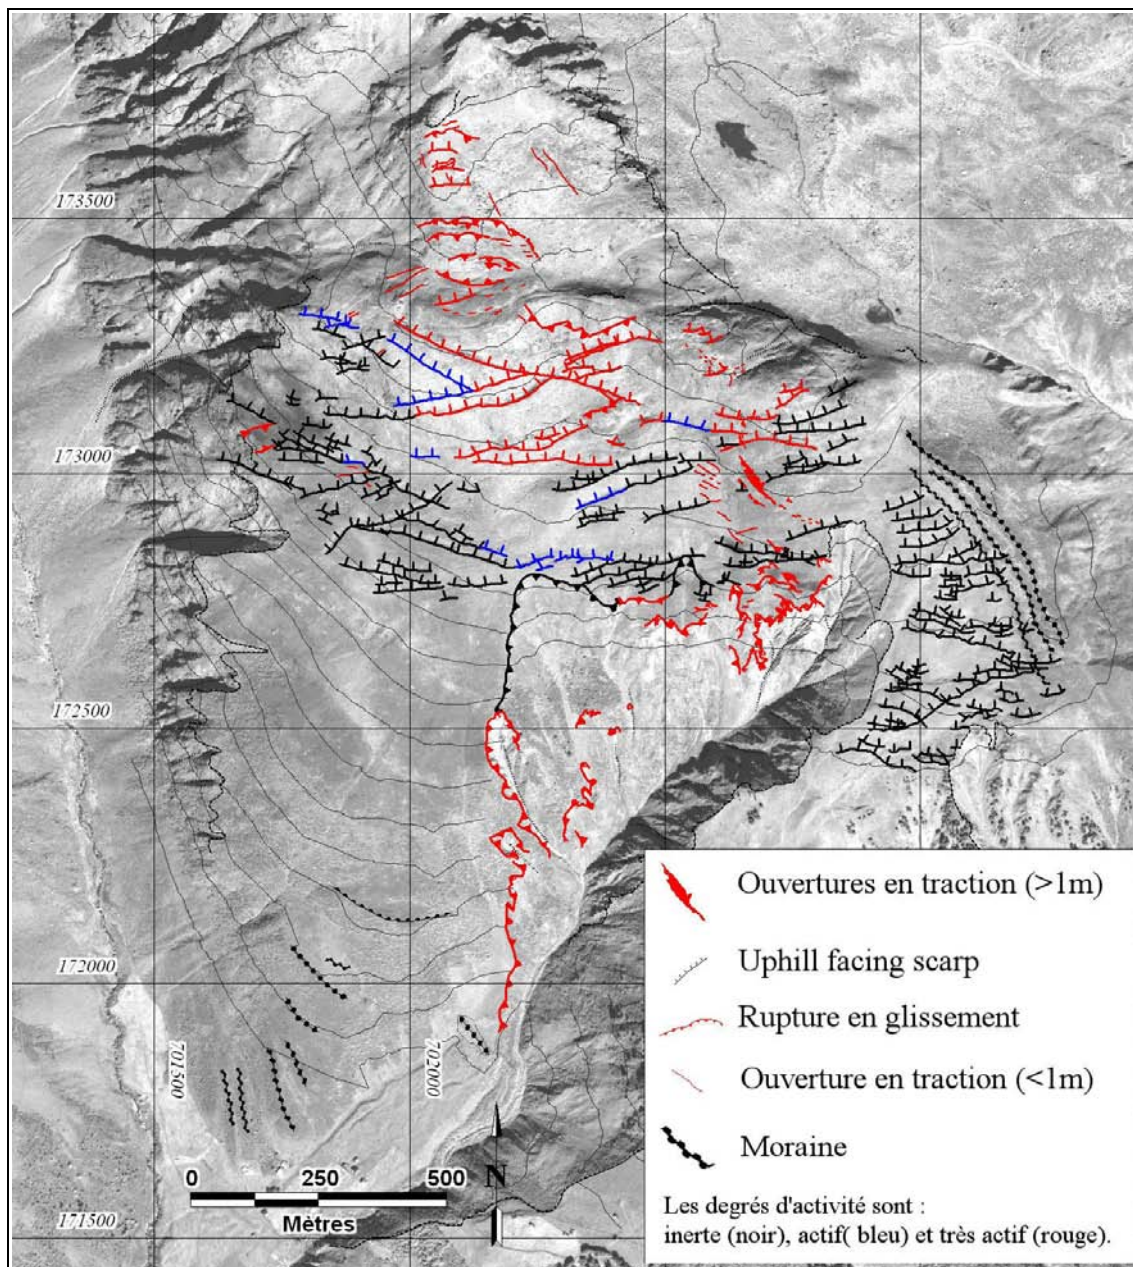 173500
173000
172500
172000
171500
701500
702000
0 250 500
Mètres
N
Ouvertures en traction (>1m)
Uphill facing scarp
Rupture en glissement
Ouverture en traction (<1m)
Moraine
Les degrés d'activité sont :
inerte (noir), actif( bleu) et très actif (rouge).